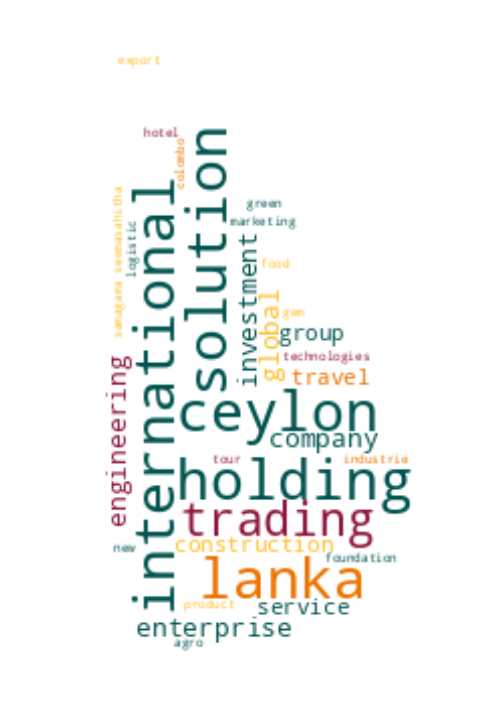 export
hotel
colombo
solution
international
samagara seemasahitha
logistic
green
marketing
investment
food
global
gem
group
technologies
travel
engineering
ceylon
company
tour
industrie
holding
trading
new
construction
foundation
lanka
product
service
enterprise
agro